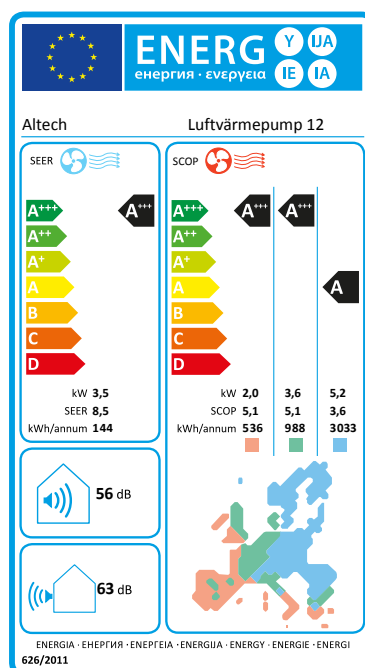 ENERG Y IJA
енергия · ενεργεια IE IA
Altech Luftvärmepump 12
SEER SCOP
A+++ A+++ A+++ A+++ A+++
A++ A++
A+ A+
A A A
B B
C C
D D
kW 3,5 kW 2,0 3,6 5,2
SEER 8,5 SCOP 5,1 5,1 3,6
kWh/annum 144 kWh/annum 536 988 3033
56 dB
63 dB
ENERGIA · ЕНЕРГИЯ · ΕΝΕΡΓΕΙΑ · ENERGIJA · ENERGY · ENERGIE · ENERGI
626/2011